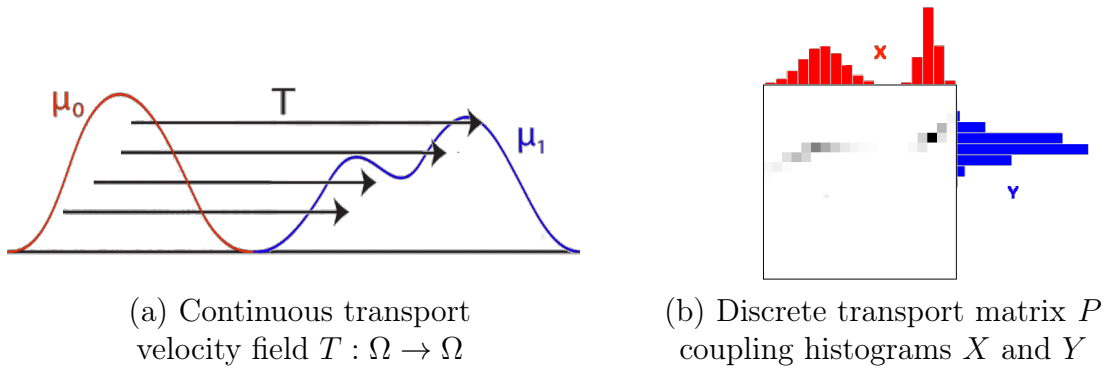 μ₀
T
μ₁
X
Y
(a) Continuous transport
velocity field T : Ω → Ω
(b) Discrete transport matrix P
coupling histograms X and Y